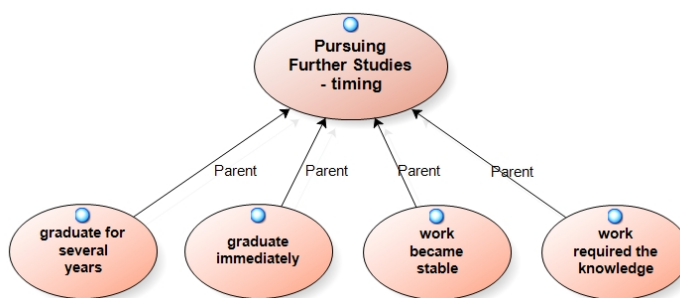 Pursuing
Further Studies
- timing
Parent
Parent
Parent
Parent
graduate for
several
years
graduate
immediately
work
became
stable
work
required the
knowledge